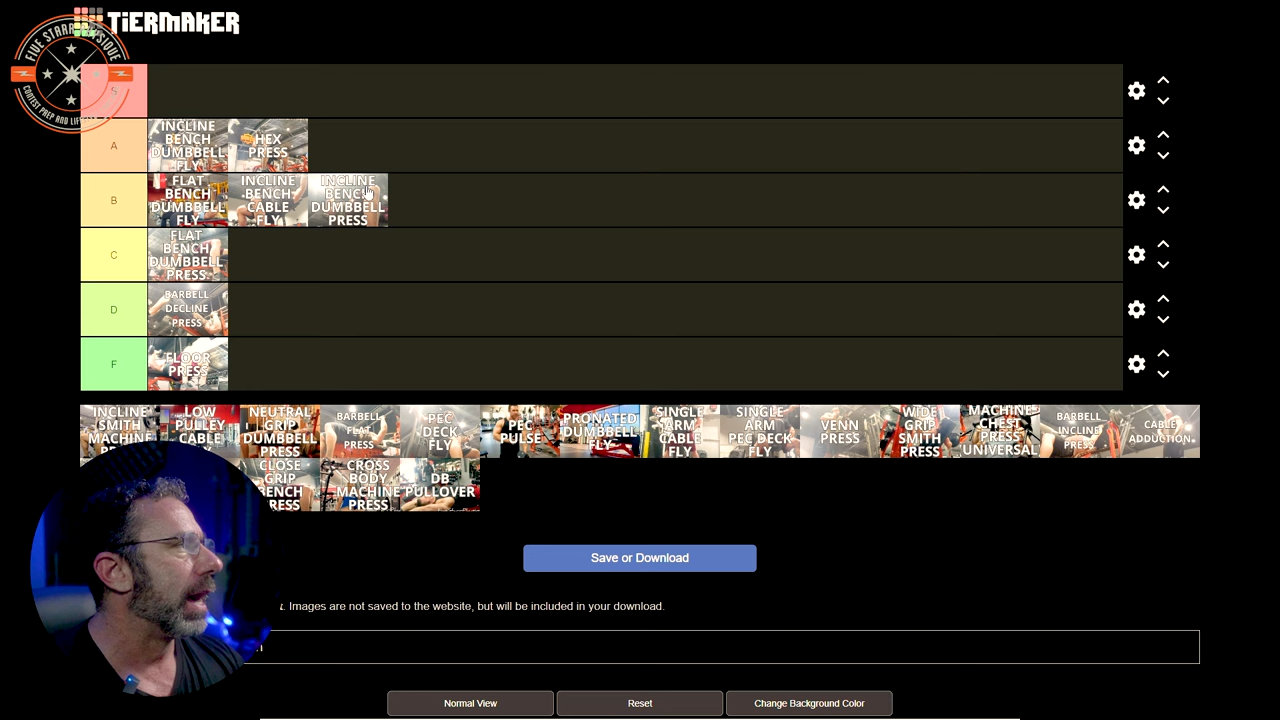 TiERMAKER
FIVE STARR PHYSIQUE
CONTEST PREP AND
S
A
INCLINE
BENCH
DUMBBELL
FLY
HEX
PRESS
B
FLAT
BENCH
DUMBBELL
FLY
INCLINE
BENCH
CABLE
FLY
INCLINE
BENCH
DUMBBELL
PRESS
C
FLAT
BENCH
DUMBBELL
PRESS
D
BARBELL
DECLINE
PRESS
F
FLOOR
PRESS
INCLINE
SMITH
MACHINE
LOW
PULLEY
CABLE
NEUTRAL
GRIP
DUMBBELL
PRESS
BARBELL
FLAT
PRESS
PEC
DECK
FLY
PEC
PULSE
PRONATED
DUMBBELL
FLY
SINGLE
ARM
CABLE
FLY
SINGLE
ARM
PEC DECK
FLY
VENN
PRESS
WIDE
GRIP
SMITH
PRESS
MACHINE
CHEST
PRESS
UNIVERSAL
BARBELL
INCLINE
PRESS
CABLE
ADDUCTION
CLOSE
GRIP
BENCH
PRESS
CROSS
BODY
MACHINE
PRESS
DB
PULLOVER
Save or Download
. Images are not saved to the website, but will be included in your download.
Normal View
Reset
Change Background Color